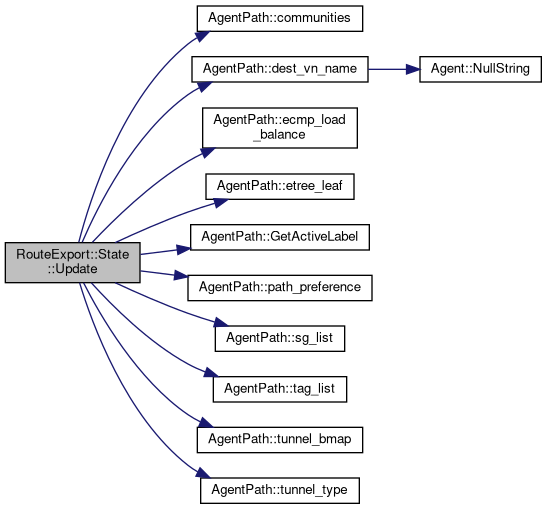 AgentPath::communities
AgentPath::dest_vn_name
Agent::NullString
AgentPath::ecmp_load
_balance
AgentPath::etree_leaf
AgentPath::GetActiveLabel
RouteExport::State
::Update
AgentPath::path_preference
AgentPath::sg_list
AgentPath::tag_list
AgentPath::tunnel_bmap
AgentPath::tunnel_type